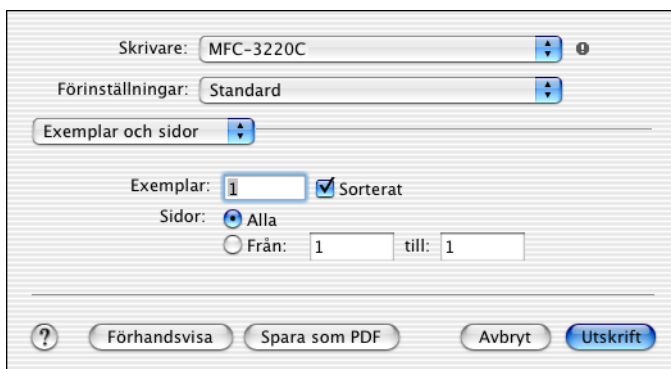 Skrivare: MFC-3220C
Förinställningar: Standard
Exemplar och sidor
Exemplar: 1 Sorterat
Sidor: Alla
Från: 1 till: 1
? Förhandsvisa Spara som PDF Avbryt Utskrift